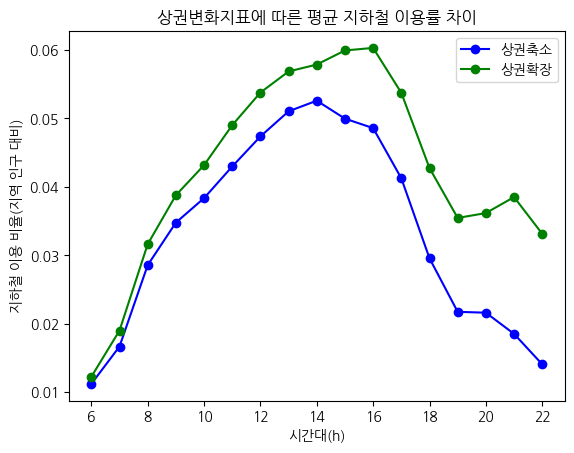 상권변화지표에 따른 평균 지하철 이용률 차이
상권축소
상권확장
지하철 이용 비율(지역 인구 대비)
0.06
0.05
0.04
0.03
0.02
0.01
6 8 10 12 14 16 18 20 22
시간대(h)